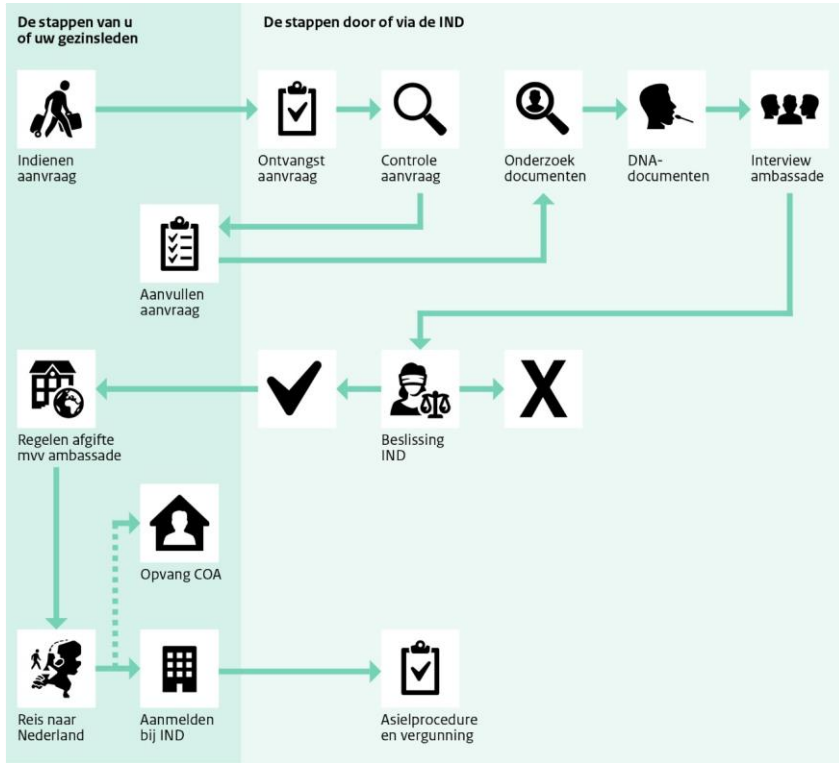 De stappen van u
of uw gezinsleden
De stappen door of via de IND
Indienen
aanvraag
Ontvangst
aanvraag
Controle
aanvraag
Onderzoek
documenten
DNA-
documenten
Interview
ambassade
Aanvullen
aanvraag
Regelen afgifte
mvv ambassade
Beslissing
IND
X
Opvang COA
Reis naar
Nederland
Aanmelden
bij IND
Asielprocedure
en vergunning